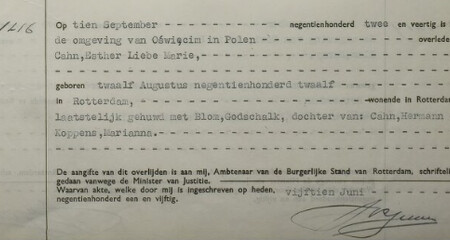 1216
Op tien September - negentienhonderd twee en veertig is
de omgeving van Oświęcim in Polen - overlede
Cahn,Esther Liebe Marie,
geboren twaalf Augustus negentienhonderd twaalf
in Rotterdam, - wonende in Rotterdam
laatstelijk gehuwd met Blom,Godschalk, dochter van: Cahn,Hermann
Koppens,Marianna.
De aangifte van dit overlijden is aan mij, Ambtenaar van de Burgerlijke Stand van Rotterdam, schriftelij
gedaan vanwege de Minister van Justitie.
Waarvan akte, welke door mij is ingeschreven op heden, vijftien Juni
negentienhonderd een en vijftig.